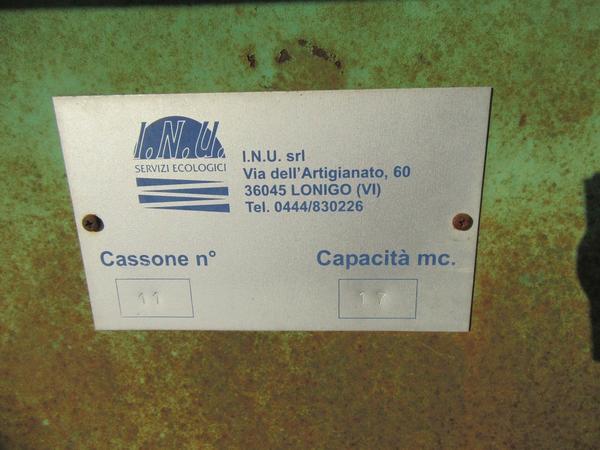 I.N.U.
SERVIZI ECOLOGICI
I.N.U. srl
Via dell'Artigianato, 60
36045 LONIGO (VI)
Tel. 0444/830226
Cassone n°
Capacità mc.
11
17